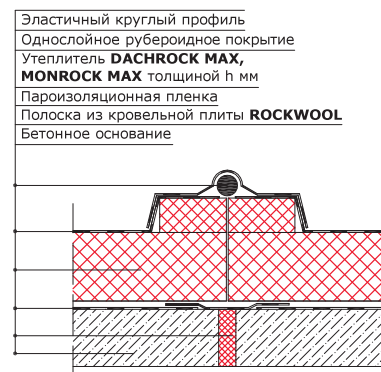 Эластичный круглый профиль
Однослойное рубероидное покрытие
Утеплитель DACHROCK MAX,
MONROCK MAX толщиной h мм
Пароизоляционная пленка
Полоска из кровельной плиты ROCKWOOL
Бетонное основание